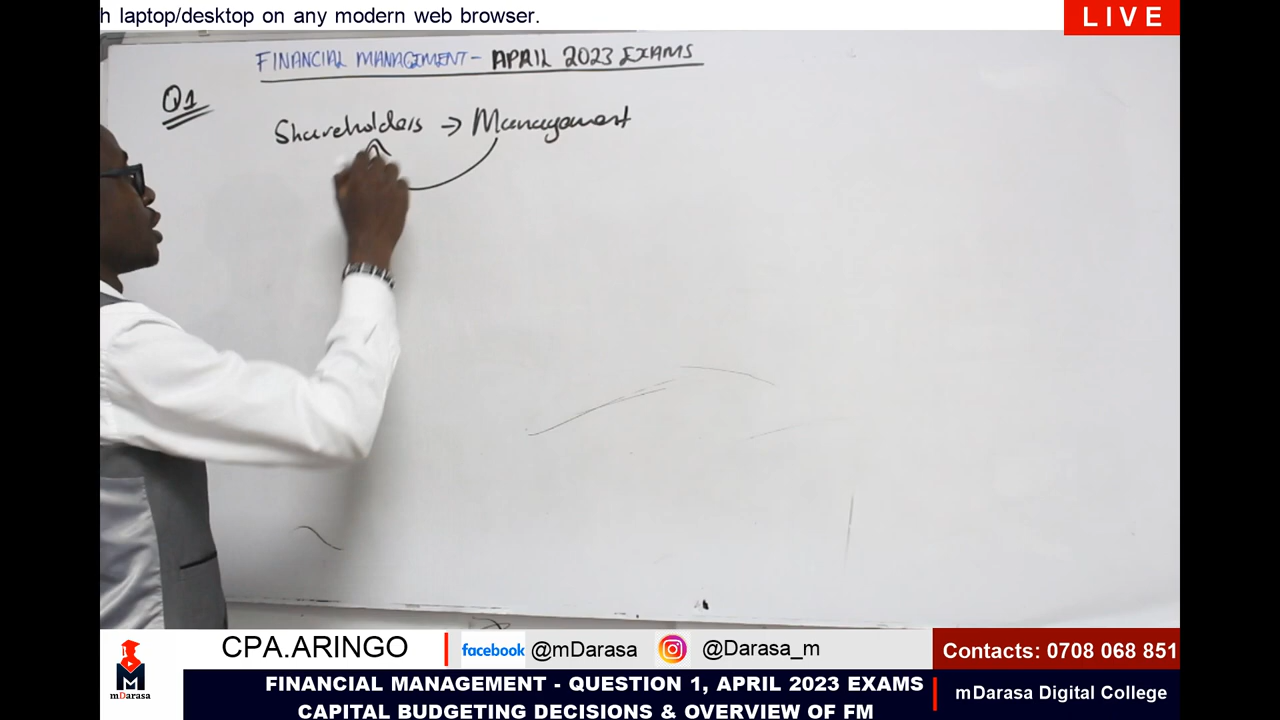 h laptop/desktop on any modern web browser.
LIVE
FINANCIAL MANAGEMENT - APRIL 2023 EXAMS
Q1
Shareholders → Management
CPA.ARINGO
facebook @mDarasa
@Darasa_m
Contacts: 0708 068 851
mDarasa
FINANCIAL MANAGEMENT - QUESTION 1, APRIL 2023 EXAMS
CAPITAL BUDGETING DECISIONS & OVERVIEW OF FM
mDarasa Digital College